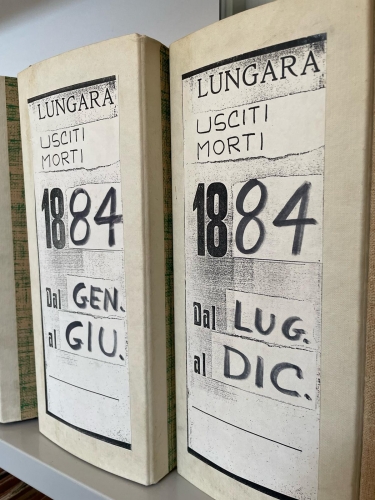 LUNGARA
USCITI
MORTI
1884
Dal GEN.
al GIU.
LUNGARA
USCITI
MORTI
1884
Dal LUG.
al DIC.